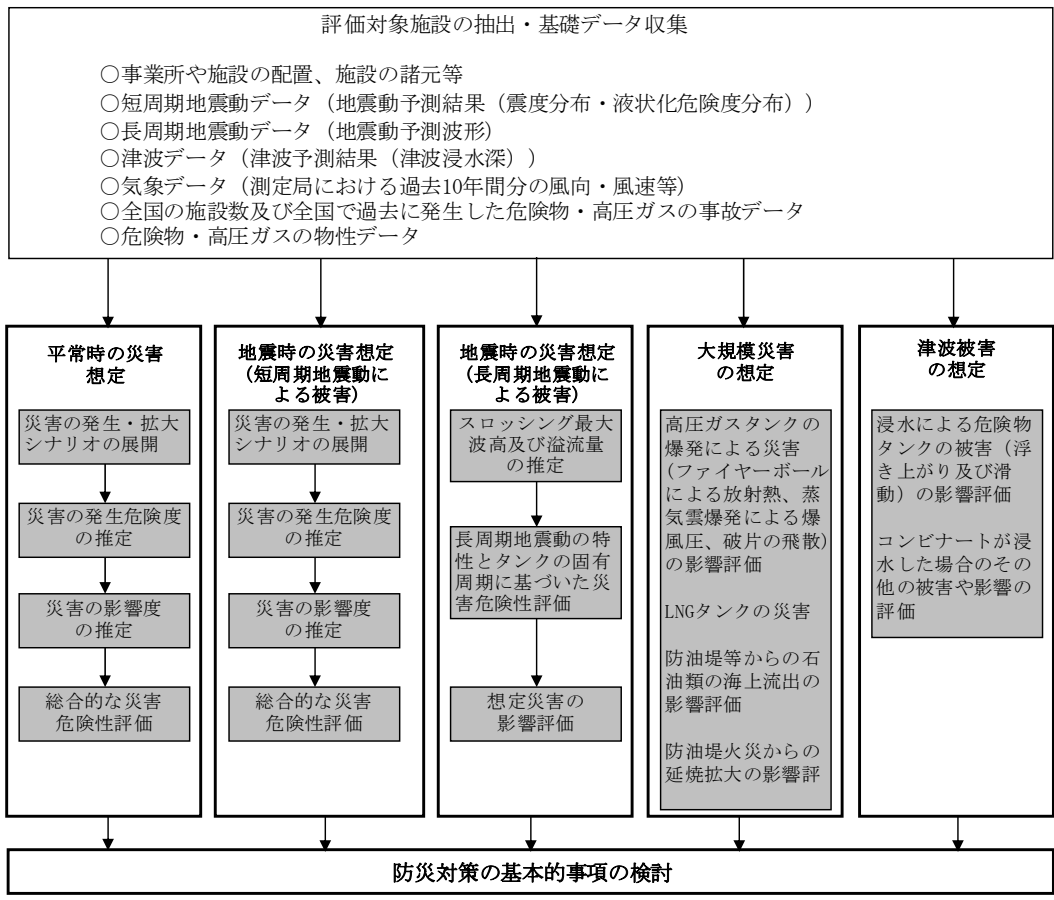 評価対象施設の抽出・基礎データ収集
○事業所や施設の配置、施設の諸元等
○短周期地震動データ（地震動予測結果（震度分布・液状化危険度分布））
○長周期地震動データ（地震動予測波形）
○津波データ（津波予測結果（津波浸水深））
○気象データ（測定局における過去10年間分の風向・風速等）
○全国の施設数及び全国で過去に発生した危険物・高圧ガスの事故データ
○危険物・高圧ガスの物性データ
平常時の災害
想定
災害の発生・拡大
シナリオの展開
災害の発生危険度
の推定
災害の影響度
の推定
総合的な災害
危険性評価
地震時の災害想定
(短周期地震動に
よる被害)
災害の発生・拡大
シナリオの展開
災害の発生危険度
の推定
災害の影響度
の推定
総合的な災害
危険性評価
地震時の災害想定
(長周期地震動に
よる被害)
スロッシング最大
波高及び溢流量
の推定
長周期地震動の特
性とタンクの固有
周期に基づいた災
害危険性評価
想定災害の
影響評価
大規模災害
の想定
高圧ガスタンクの
爆発による災害
(ファイヤーボール
による放射熱、蒸
気雲爆発による爆
風圧、破片の飛散)
の影響評価
LNGタンクの災害
防油堤等からの石
油類の海上流出の
影響評価
防油堤火災からの
延焼拡大の影響評
津波被害
の想定
浸水による危険物
タンクの被害（浮
き上がり及び滑
動）の影響評価
コンビナートが浸
水した場合のその
他の被害や影響の
評価
防災対策の基本的事項の検討